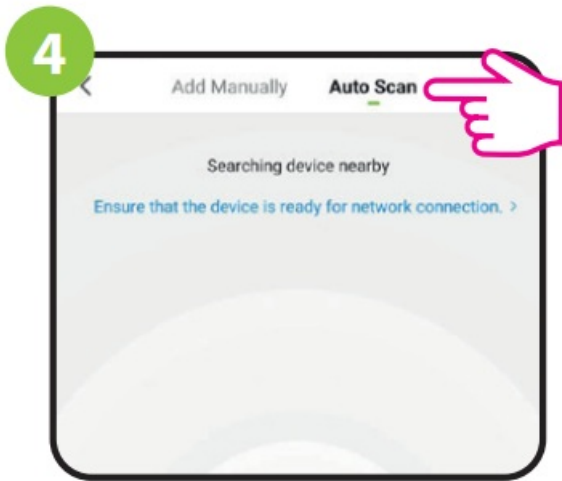 4
Add Manually Auto Scan
Searching device nearby
Ensure that the device is ready for network connection. >